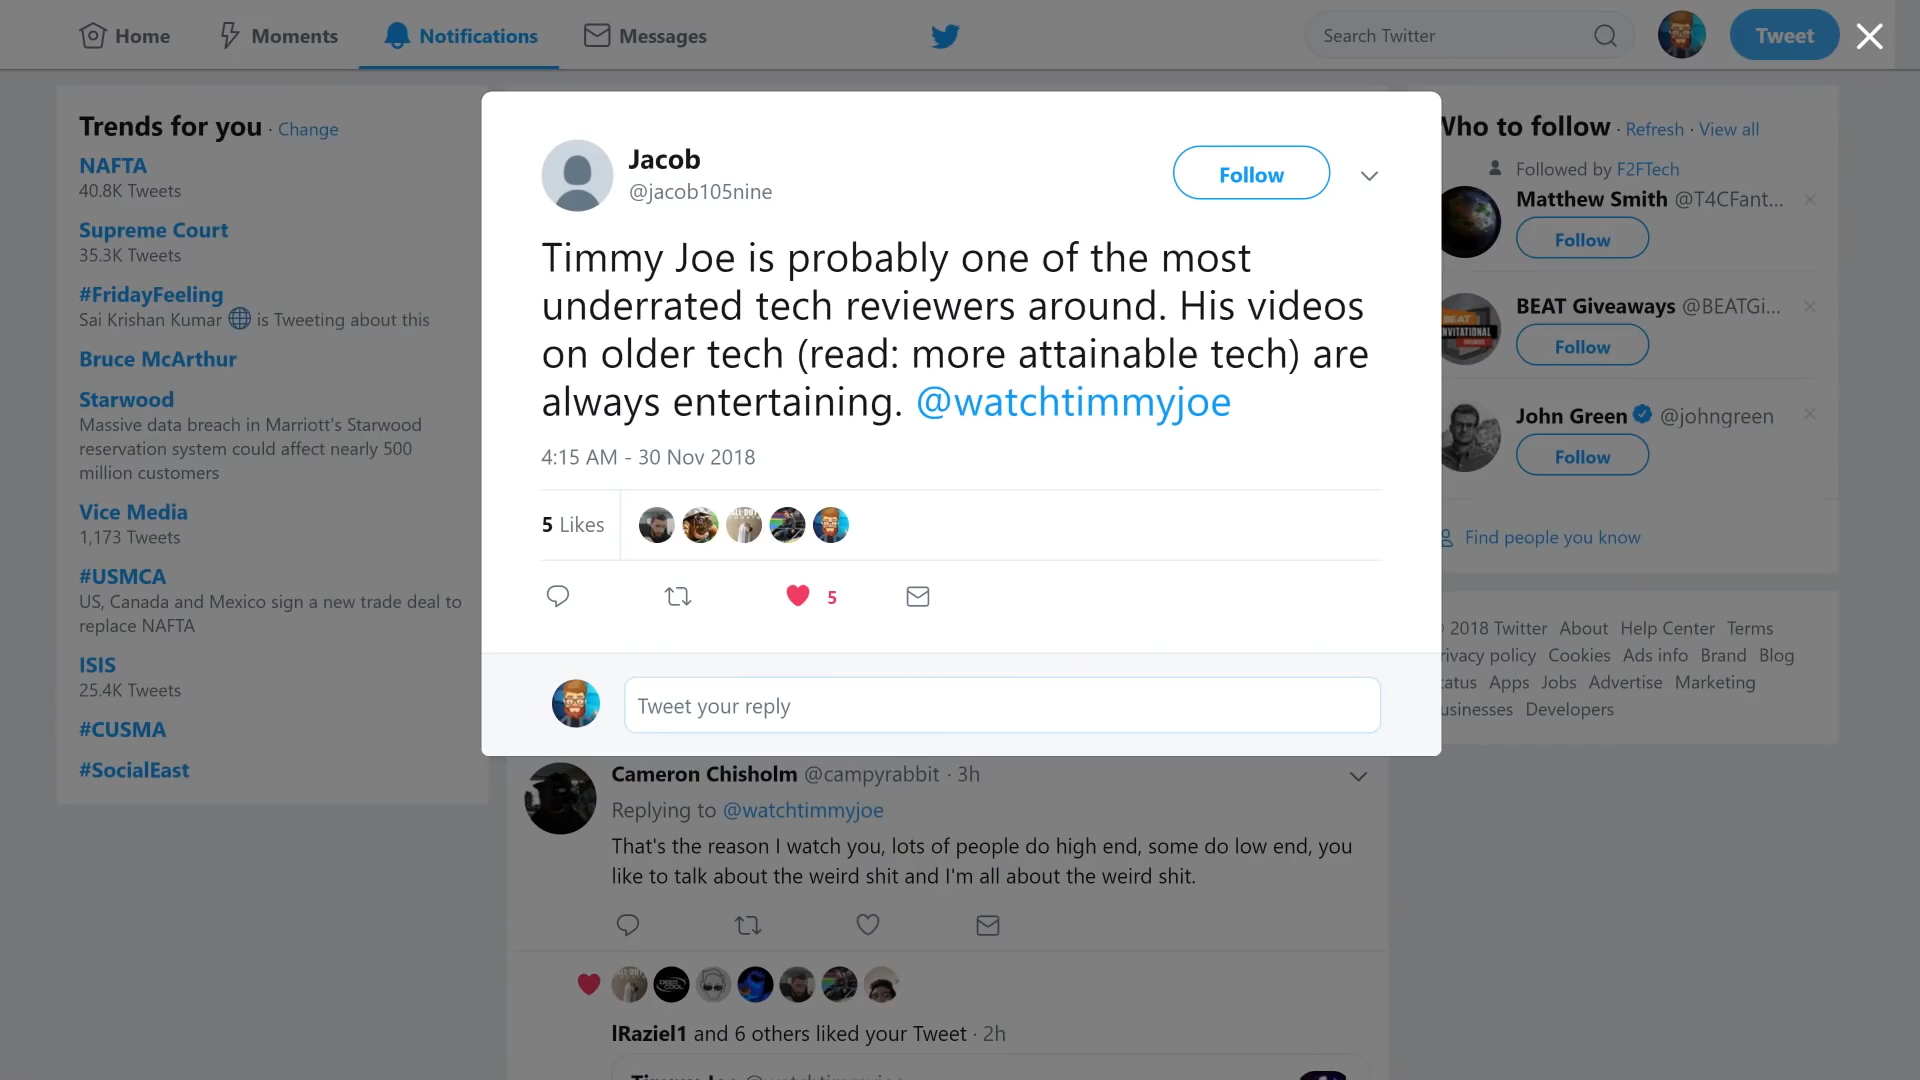 Home
Moments
Notifications
Messages
Search Twitter
Tweet
Trends for you · Change
NAFTA
40.8K Tweets
Supreme Court
35.3K Tweets
#FridayFeeling
Sai Krishan Kumar is Tweeting about this
Bruce McArthur
Starwood
Massive data breach in Marriott's Starwood
reservation system could affect nearly 500
million customers
Vice Media
1,173 Tweets
#USMCA
US, Canada and Mexico sign a new trade deal to
replace NAFTA
ISIS
25.4K Tweets
#CUSMA
#SocialEast
Jacob
@jacob105nine
Follow
Timmy Joe is probably one of the most
underrated tech reviewers around. His videos
on older tech (read: more attainable tech) are
always entertaining. @watchtimmyjoe
4:15 AM - 30 Nov 2018
5 Likes
5
Tweet your reply
Cameron Chisholm @campyrabbit · 3h
Replying to @watchtimmyjoe
That's the reason I watch you, lots of people do high end, some do low end, you
like to talk about the weird shit and I'm all about the weird shit.
lRaziel1 and 6 others liked your Tweet · 2h
Who to follow · Refresh · View all
Followed by F2FTech
Matthew Smith @T4CFant...
Follow
BEAT Giveaways @BEATGi...
Follow
John Green @johngreen
Follow
Find people you know
2018 Twitter About Help Center Terms
rivacy policy Cookies Ads info Brand Blog
tatus Apps Jobs Advertise Marketing
usinesses Developers